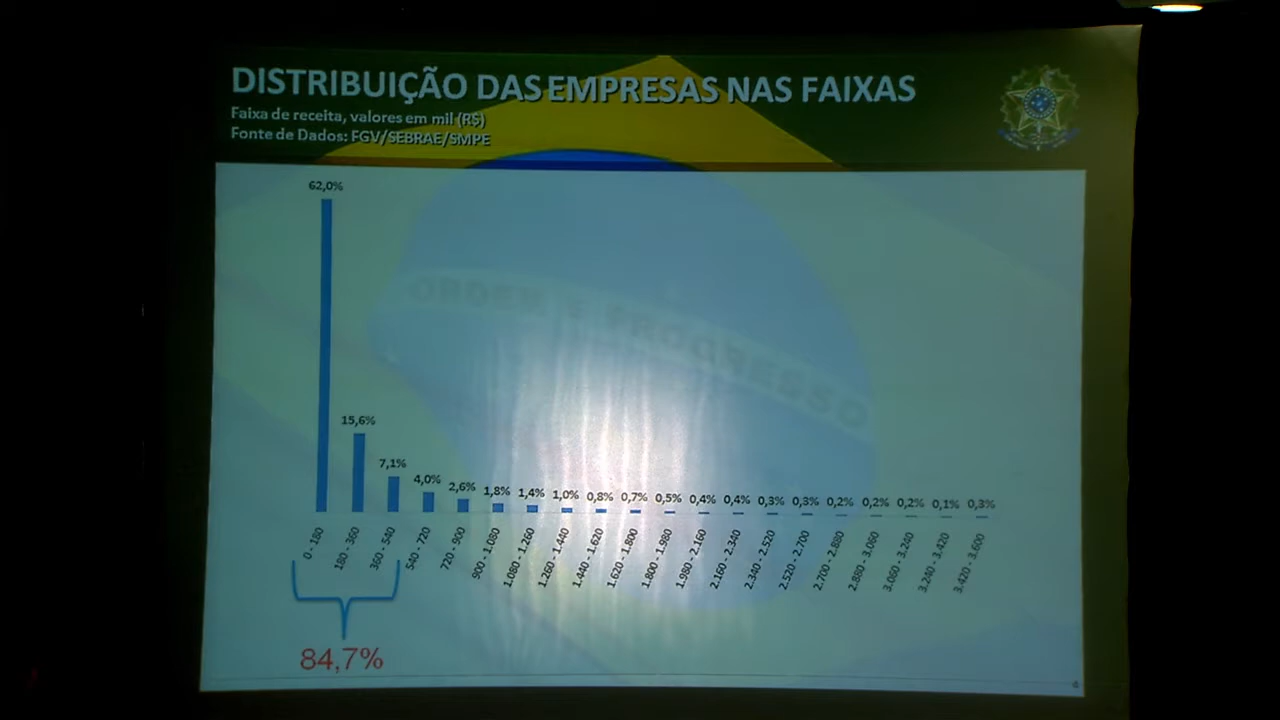 DISTRIBUIÇÃO DAS EMPRESAS NAS FAIXAS
Faixa de receita, valores em mil (R$)
Fonte de Dados: FGV/SEBRAE/SMPE
ORDEM E PROGRESSO
62,0%
15,6%
7,1%
4,0%
2,6%
1,8%
1,4%
1,0%
0,8%
0,7%
0,5%
0,4%
0,4%
0,3%
0,3%
0,2%
0,2%
0,2%
0,1%
0,3%
0 - 180
180 - 360
360 - 540
540 - 720
720 - 900
900 - 1.080
1.080 - 1.260
1.260 - 1.440
1.440 - 1.620
1.620 - 1.800
1.800 - 1.980
1.980 - 2.160
2.160 - 2.340
2.340 - 2.520
2.520 - 2.700
2.700 - 2.880
2.880 - 3.060
3.060 - 3.240
3.240 - 3.420
3.420 - 3.600
84,7%
4